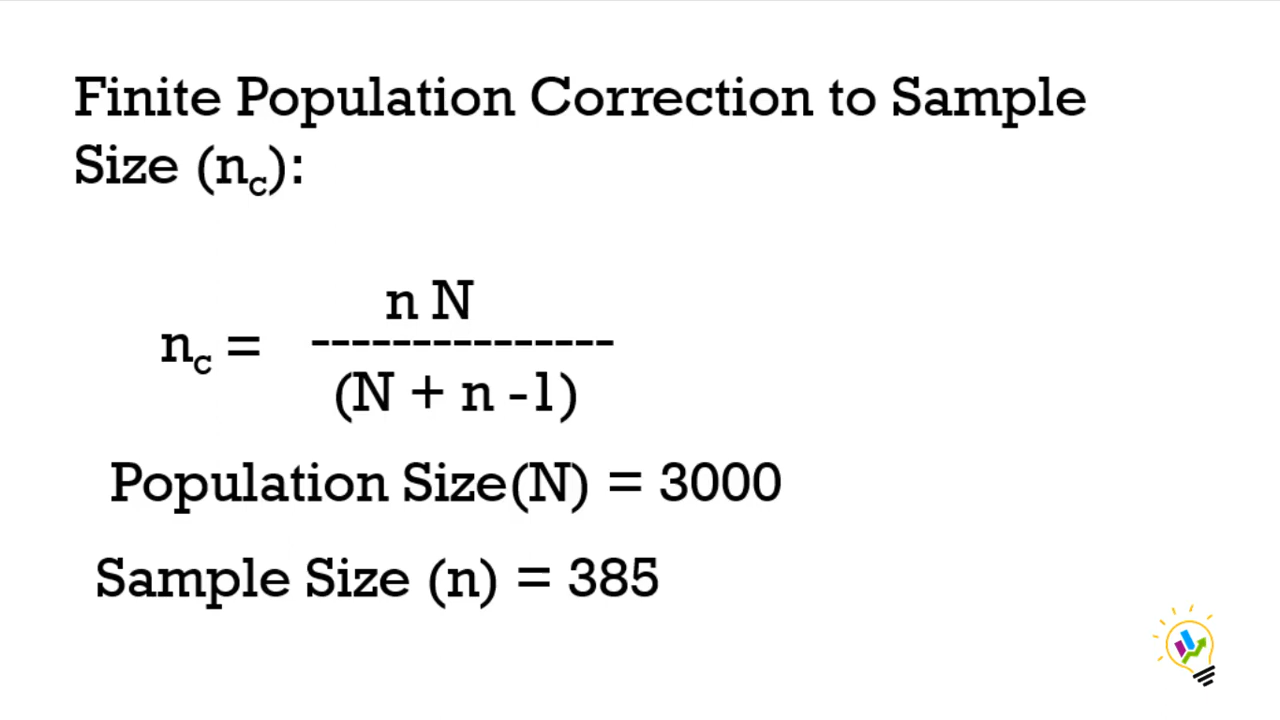 Finite Population Correction to Sample
Size (nc):
n N
nc = ---------------
(N + n -1)
Population Size(N) = 3000
Sample Size (n) = 385